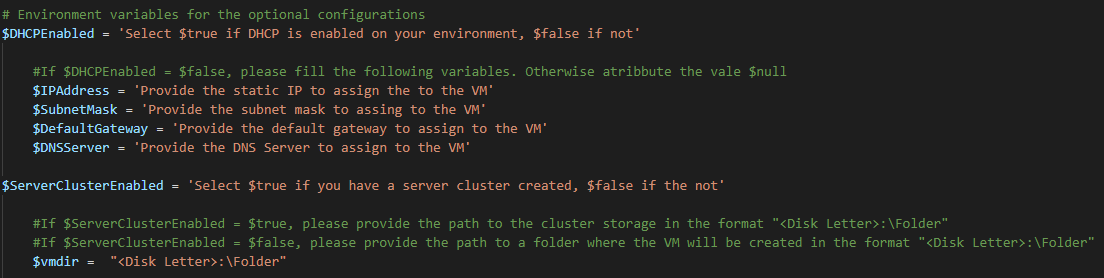 # Environment variables for the optional configurations
$DHCPEnabled = 'Select $true if DHCP is enabled on your environment, $false if not'
#If $DHCPEnabled = $false, please fill the following variables. Otherwise atribbute the vale $null
$IPAddress = 'Provide the static IP to assign the to the VM'
$SubnetMask = 'Provide the subnet mask to assing to the VM'
$DefaultGateway = 'Provide the default gateway to assign to the VM'
$DNSServer = 'Provide the DNS Server to assign to the VM'
$ServerClusterEnabled = 'Select $true if you have a server cluster created, $false if the not'
#If $ServerClusterEnabled = $true, please provide the path to the cluster storage in the format "<Disk Letter>:\Folder"
#If $ServerClusterEnabled = $false, please provide the path to a folder where the VM will be created in the format "<Disk Letter>:\Folder"
$vmdir =  "<Disk Letter>:\Folder"